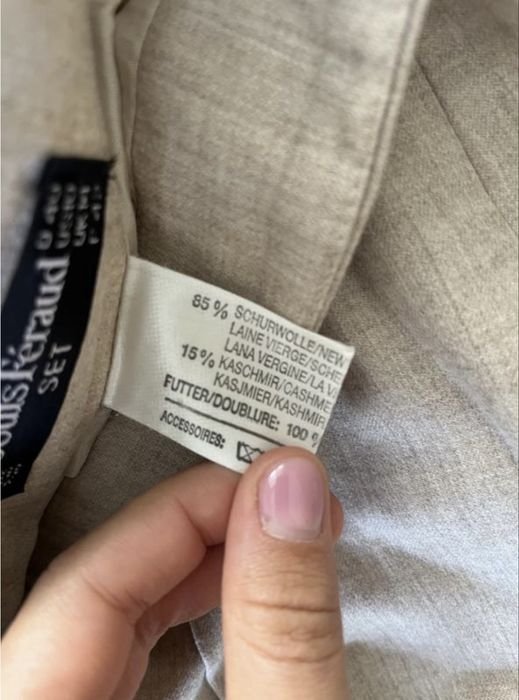 Louis Féraud
SET
85% SCHURWOLLE/NEW
LAINE VIERGE/SCHE
LANA VERGINE/LA VI
15% KASCHMIR/CASHME
KASJMIER/KASHMIR
FUTTER/DOUBLURE: 100 %
ACCESSOIRES: